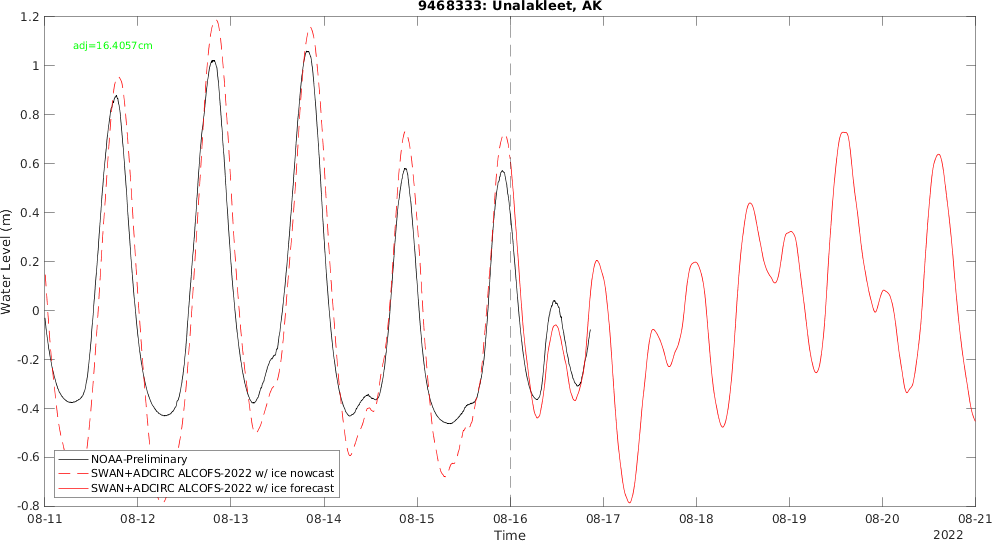 9468333: Unalakleet, AK
adj=16.4057cm
1.2
1
0.8
0.6
0.4
0.2
0
-0.2
-0.4
-0.6
-0.8
Water Level (m)
NOAA-Preliminary
SWAN+ADCIRC ALCOFS-2022 w/ ice nowcast
SWAN+ADCIRC ALCOFS-2022 w/ ice forecast
08-11 08-12 08-13 08-14 08-15 08-16 08-17 08-18 08-19 08-20 08-21
Time
2022